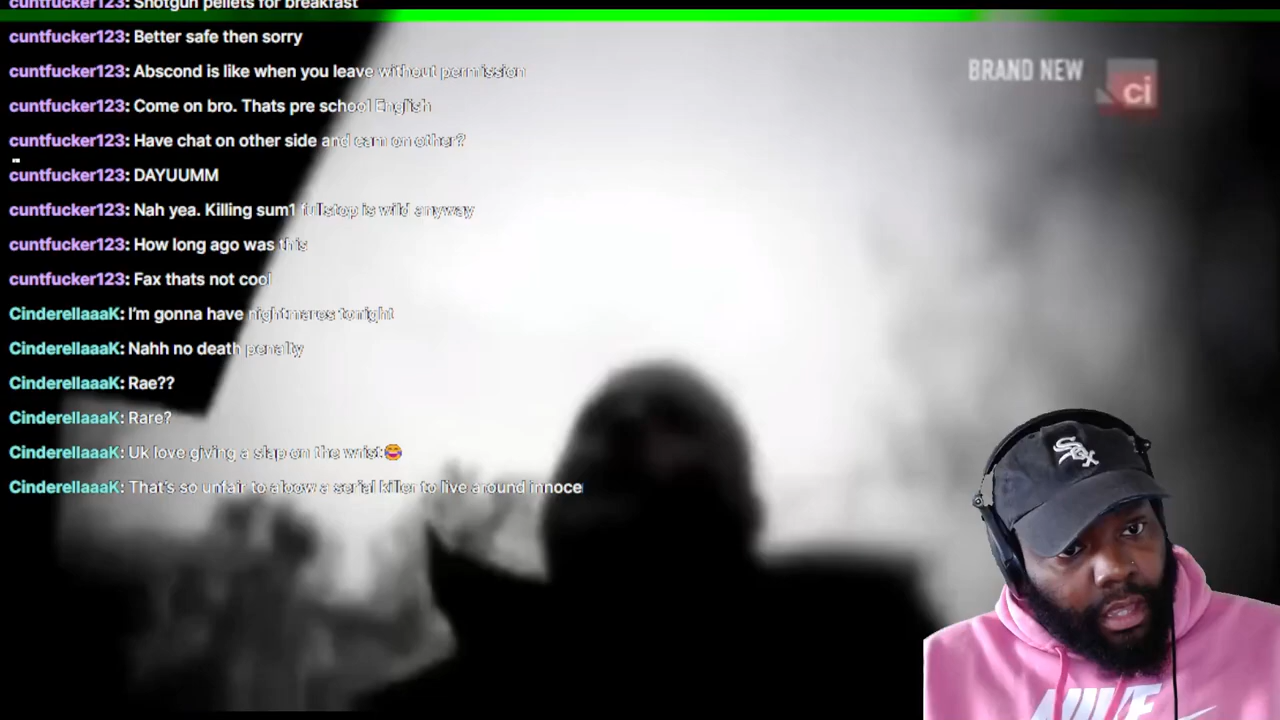 cuntfucker123: Shotgun pellets for breakfast
cuntfucker123: Better safe then sorry
cuntfucker123: Abscond is like when you leave without permission
cuntfucker123: Come on bro. Thats pre school English
cuntfucker123: Have chat on other side and cam on other?
cuntfucker123: DAYUUMM
cuntfucker123: Nah yea. Killing sum1 fullstop is wild anyway
cuntfucker123: How long ago was this
cuntfucker123: Fax thats not cool
CinderellaaaK: I'm gonna have nightmares tonight
CinderellaaaK: Nahh no death penalty
CinderellaaaK: Rae??
CinderellaaaK: Rare?
CinderellaaaK: Uk love giving a slap on the wrist😂
CinderellaaaK: That's so unfair to alow a serial killer to live around innoce
BRAND NEW
ci
Sox
NIKE